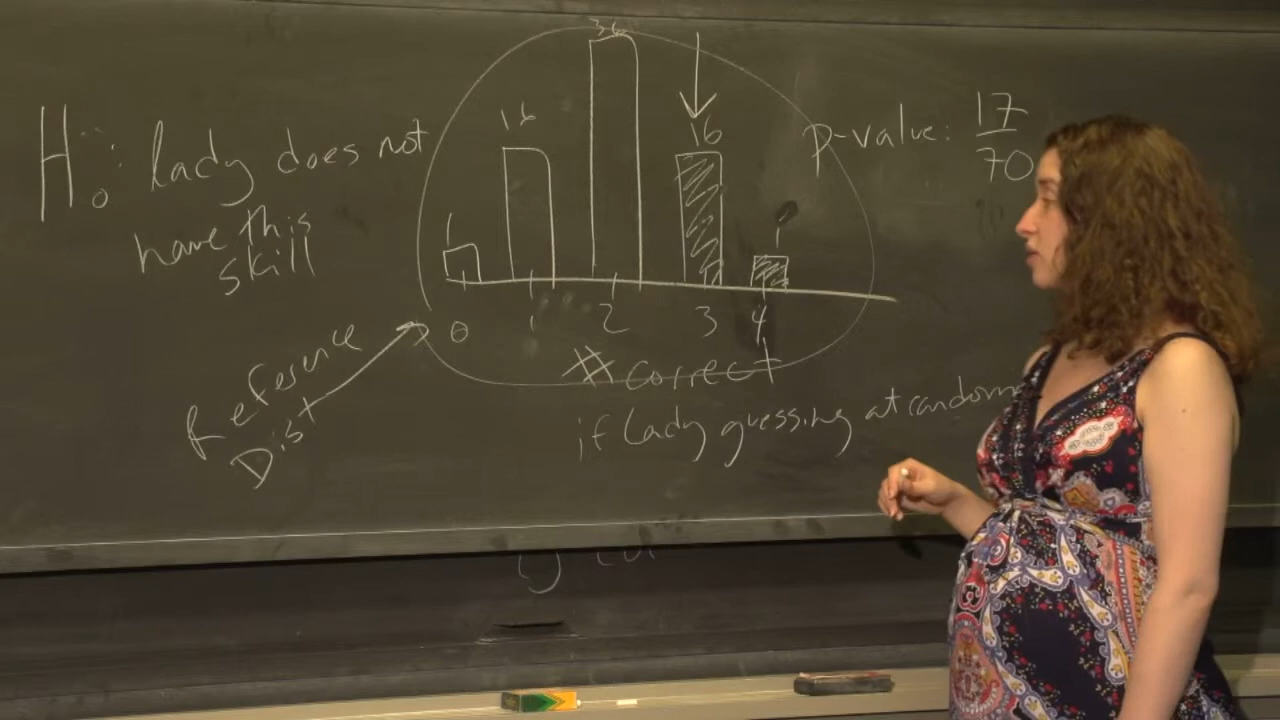 H₀: lady does not
have this
skill
Reference
Dist
1 16 36 16 1
0 1 2 3 4
# correct
if lady guessing at random
p-value: 17
70